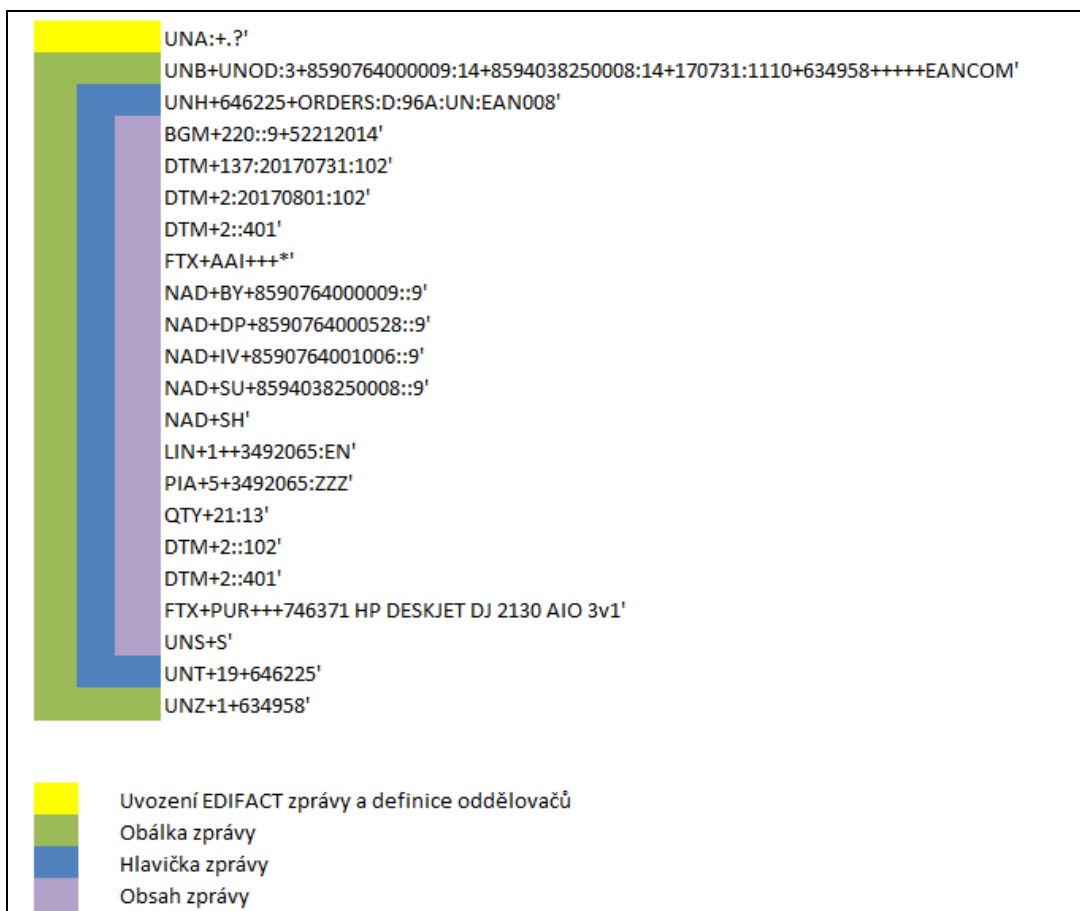 UNA:+.?'
UNB+UNOD:3+8590764000009:14+8594038250008:14+170731:1110+634958+++++EANCOM'
UNH+646225+ORDERS:D:96A:UN:EAN008'
BGM+220::9+52212014'
DTM+137:20170731:102'
DTM+2:20170801:102'
DTM+2::401'
FTX+AAI+++*'
NAD+BY+8590764000009::9'
NAD+DP+8590764000528::9'
NAD+IV+8590764001006::9'
NAD+SU+8594038250008::9'
NAD+SH'
LIN+1++3492065:EN'
PIA+5+3492065:ZZZ'
QTY+21:13'
DTM+2::102'
DTM+2::401'
FTX+PUR+++746371 HP DESKJET DJ 2130 AIO 3v1'
UNS+S'
UNT+19+646225'
UNZ+1+634958'
Uvození EDIFACT zprávy a definice oddělovačů
Obálka zprávy
Hlavička zprávy
Obsah zprávy